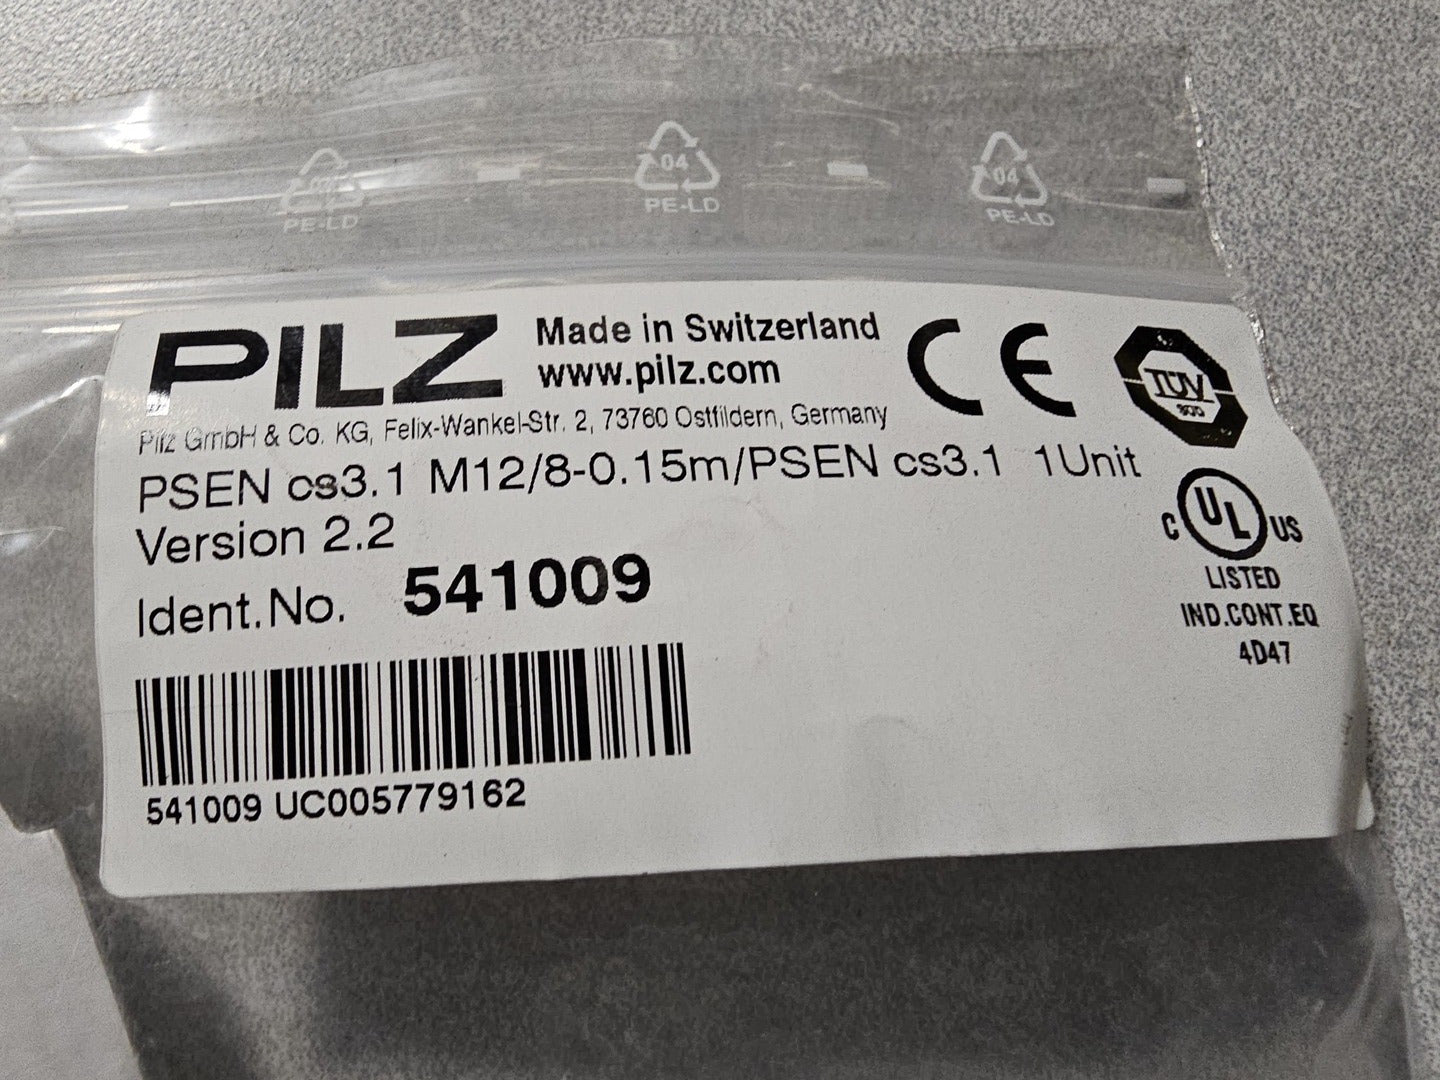 04
04
PE-LD
PE-LD
PE-LD
PILZ
Made in Switzerland
www.pilz.com
CE
TÜV
SÜD
Pilz GmbH & Co. KG, Felix-Wankel-Str. 2, 73760 Ostfildern, Germany
PSEN cs3.1 M12/8-0.15m/PSEN cs3.1 1Unit
Version 2.2
Ident.No. 541009
C UL US
LISTED
IND.CONT.EQ
4D47
541009 UC005779162